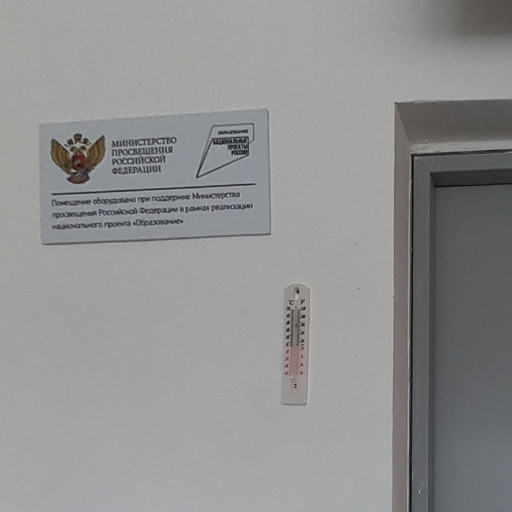 МИНИСТЕРСТВО
ПРОСВЕЩЕНИЯ
РОССИЙСКОЙ
ФЕДЕРАЦИИ
ОБРАЗОВАНИЕ
НАЦИОНАЛЬНЫЕ
ПРОЕКТЫ
РОССИИ
Помещение оборудовано при поддержке Министерства
просвещения Российской Федерации в рамках реализации
национального проекта «Образование»
°C F